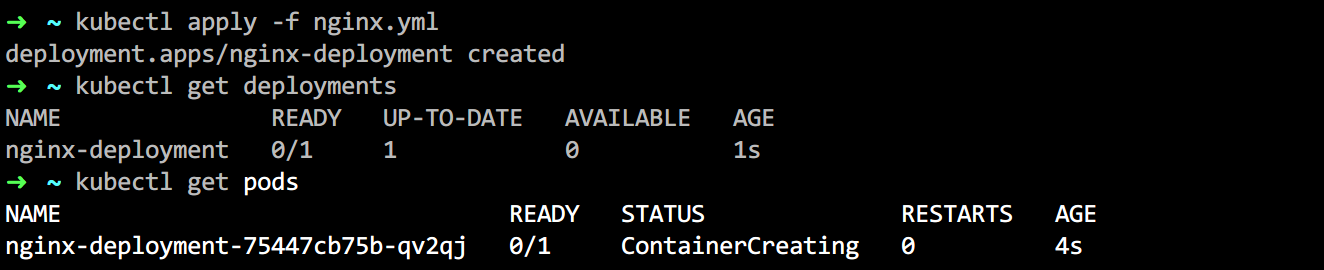 ➜ ~ kubectl apply -f nginx.yml
deployment.apps/nginx-deployment created
➜ ~ kubectl get deployments
NAME READY UP-TO-DATE AVAILABLE AGE
nginx-deployment 0/1 1 0 1s
➜ ~ kubectl get pods
NAME READY STATUS RESTARTS AGE
nginx-deployment-75447cb75b-qv2qj 0/1 ContainerCreating 0 4s